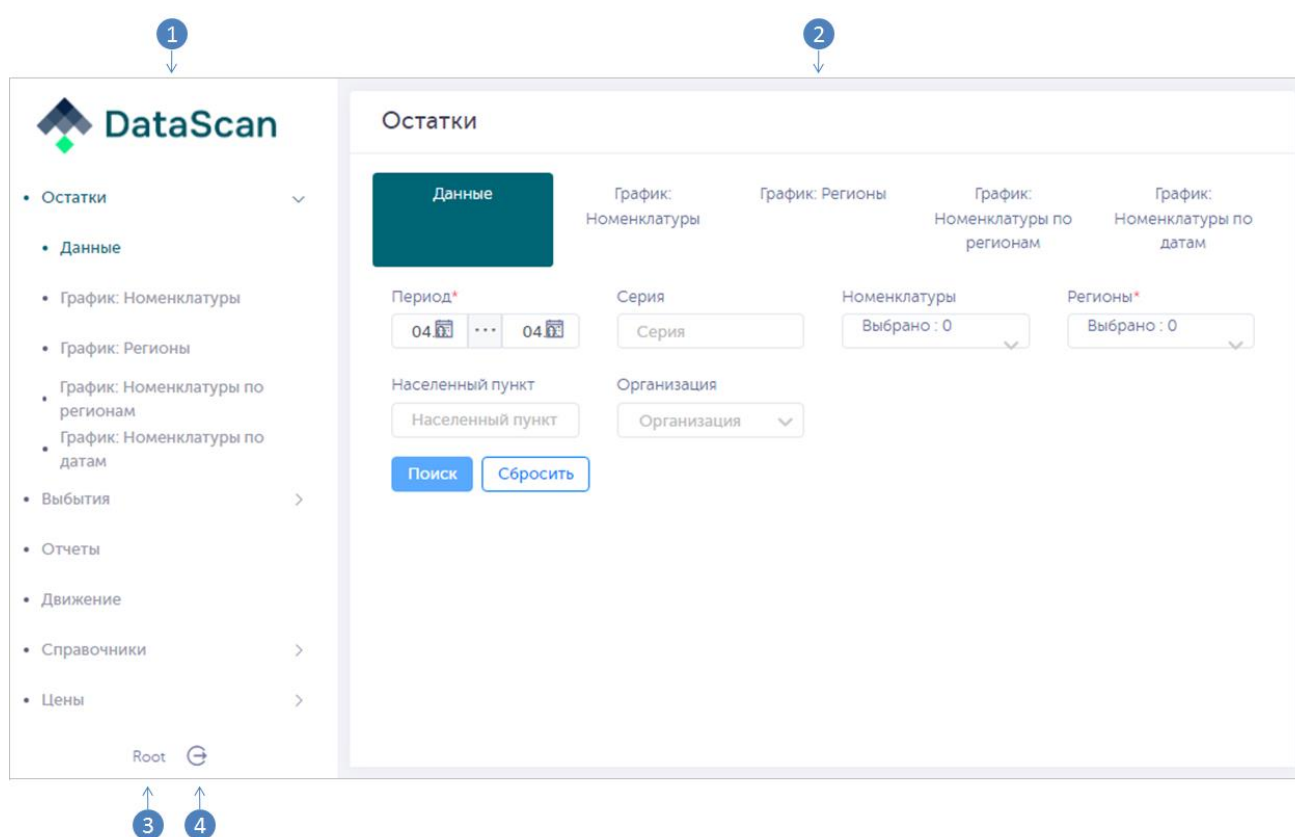 1
2
DataScan
Остатки
Данные
График: Номенклатуры
График: Регионы
График: Номенклатуры по
регионам
График: Номенклатуры по
датам
Выбытия
Отчеты
Движение
Справочники
Цены
Root
Остатки
Данные
График:
Номенклатуры
График: Регионы
График:
Номенклатуры по
регионам
График:
Номенклатуры по
датам
Период*
Серия
Номенклатуры
Регионы*
04.0 ... 04.0
Серия
Выбрано : 0
Выбрано : 0
Населенный пункт
Организация
Населенный пункт
Организация
Поиск
Сбросить
3
4